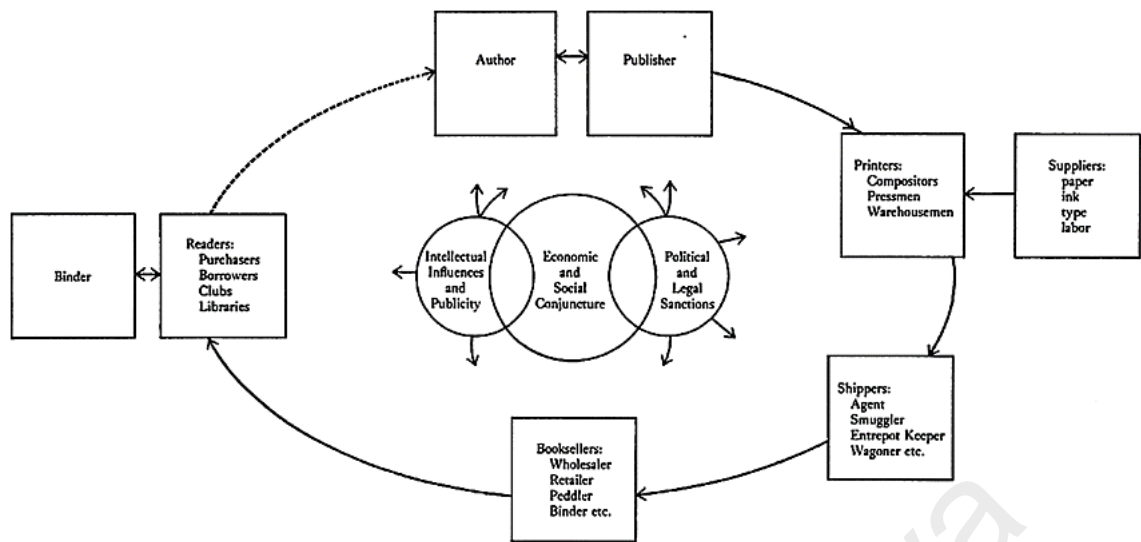 Author
Publisher
Printers:
Compositors
Pressmen
Warehousemen
Suppliers:
paper
ink
type
labor
Binder
Readers:
Purchasers
Borrowers
Clubs
Libraries
Intellectual
Influences
and
Publicity
Economic
and
Social
Conjuncture
Political
and
Legal
Sanctions
Shippers:
Agent
Smuggler
Entrepot Keeper
Wagoner etc.
Booksellers:
Wholesaler
Retailer
Peddler
Binder etc.